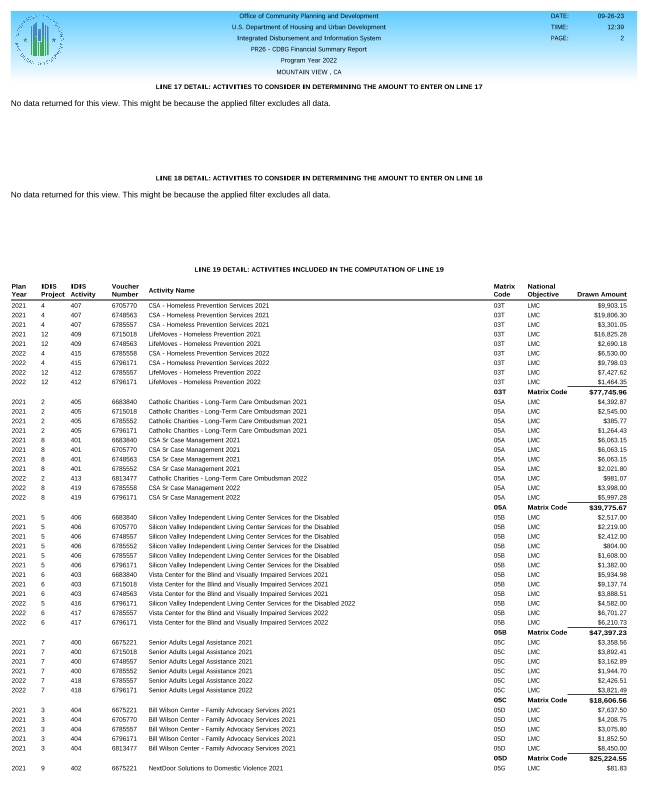 Office of Community Planning and Development DATE: 09-26-23
U.S. Department of Housing and Urban Development TIME: 12:39
Integrated Disbursement and Information System PAGE: 2
PR26 - CDBG Financial Summary Report
Program Year 2022
MOUNTAIN VIEW , CA
LINE 17 DETAIL: ACTIVITIES TO CONSIDER IN DETERMINING THE AMOUNT TO ENTER ON LINE 17
No data returned for this view. This might be because the applied filter excludes all data.
LINE 18 DETAIL: ACTIVITIES TO CONSIDER IN DETERMINING THE AMOUNT TO ENTER ON LINE 18
No data returned for this view. This might be because the applied filter excludes all data.
LINE 19 DETAIL: ACTIVITIES INCLUDED IN THE COMPUTATION OF LINE 19
Plan Year IDIS Project IDIS Activity Voucher Number Activity Name Matrix Code National Objective Drawn Amount
2021 4 407 6705770 CSA - Homeless Prevention Services 2021 03T LMC $9,903.15
2021 4 407 6748563 CSA - Homeless Prevention Services 2021 03T LMC $19,806.30
2021 4 407 6785557 CSA - Homeless Prevention Services 2021 03T LMC $3,301.05
2021 12 409 6715018 LifeMoves - Homeless Prevention 2021 03T LMC $16,825.28
2021 12 409 6748563 LifeMoves - Homeless Prevention 2021 03T LMC $2,690.18
2022 4 415 6785558 CSA - Homeless Prevention Services 2022 03T LMC $6,530.00
2022 4 415 6796171 CSA - Homeless Prevention Services 2022 03T LMC $9,798.03
2022 12 412 6785557 LifeMoves - Homeless Prevention 2022 03T LMC $7,427.62
2022 12 412 6796171 LifeMoves - Homeless Prevention 2022 03T LMC $1,464.35
03T Matrix Code $77,745.96
2021 2 405 6683840 Catholic Charities - Long-Term Care Ombudsman 2021 05A LMC $4,392.87
2021 2 405 6715018 Catholic Charities - Long-Term Care Ombudsman 2021 05A LMC $2,545.00
2021 2 405 6785552 Catholic Charities - Long-Term Care Ombudsman 2021 05A LMC $385.77
2021 2 405 6796171 Catholic Charities - Long-Term Care Ombudsman 2021 05A LMC $1,264.43
2021 8 401 6683840 CSA Sr Case Management 2021 05A LMC $6,063.15
2021 8 401 6705770 CSA Sr Case Management 2021 05A LMC $6,063.15
2021 8 401 6748563 CSA Sr Case Management 2021 05A LMC $6,063.15
2021 8 401 6785552 CSA Sr Case Management 2021 05A LMC $2,021.80
2022 2 413 6813477 Catholic Charities - Long-Term Care Ombudsman 2022 05A LMC $981.07
2022 8 419 6785558 CSA Sr Case Management 2022 05A LMC $3,998.00
2022 8 419 6796171 CSA Sr Case Management 2022 05A LMC $5,997.28
05A Matrix Code $39,775.67
2021 5 406 6683840 Silicon Valley Independent Living Center Services for the Disabled 05B LMC $2,517.00
2021 5 406 6705770 Silicon Valley Independent Living Center Services for the Disabled 05B LMC $2,219.00
2021 5 406 6748557 Silicon Valley Independent Living Center Services for the Disabled 05B LMC $2,412.00
2021 5 406 6785552 Silicon Valley Independent Living Center Services for the Disabled 05B LMC $804.00
2021 5 406 6785557 Silicon Valley Independent Living Center Services for the Disabled 05B LMC $1,608.00
2021 5 406 6796171 Silicon Valley Independent Living Center Services for the Disabled 05B LMC $1,382.00
2021 6 403 6683840 Vista Center for the Blind and Visually Impaired Services 2021 05B LMC $5,934.98
2021 6 403 6715018 Vista Center for the Blind and Visually Impaired Services 2021 05B LMC $9,137.74
2021 6 403 6748563 Vista Center for the Blind and Visually Impaired Services 2021 05B LMC $3,888.51
2022 5 416 6796171 Silicon Valley Independent Living Center Services for the Disabled 2022 05B LMC $4,582.00
2022 6 417 6785557 Vista Center for the Blind and Visually Impaired Services 2022 05B LMC $6,701.27
2022 6 417 6796171 Vista Center for the Blind and Visually Impaired Services 2022 05B LMC $6,210.73
05B Matrix Code $47,397.23
2021 7 400 6675221 Senior Adults Legal Assistance 2021 05C LMC $3,358.56
2021 7 400 6715018 Senior Adults Legal Assistance 2021 05C LMC $3,892.41
2021 7 400 6748557 Senior Adults Legal Assistance 2021 05C LMC $3,162.89
2021 7 400 6785552 Senior Adults Legal Assistance 2021 05C LMC $1,944.70
2022 7 418 6785557 Senior Adults Legal Assistance 2022 05C LMC $2,426.51
2022 7 418 6796171 Senior Adults Legal Assistance 2022 05C LMC $3,821.49
05C Matrix Code $18,606.56
2021 3 404 6675221 Bill Wilson Center - Family Advocacy Services 2021 05D LMC $7,637.50
2021 3 404 6705770 Bill Wilson Center - Family Advocacy Services 2021 05D LMC $4,208.75
2021 3 404 6785557 Bill Wilson Center - Family Advocacy Services 2021 05D LMC $3,075.80
2021 3 404 6796171 Bill Wilson Center - Family Advocacy Services 2021 05D LMC $1,852.50
2021 3 404 6813477 Bill Wilson Center - Family Advocacy Services 2021 05D LMC $8,450.00
05D Matrix Code $25,224.55
2021 9 402 6675221 NextDoor Solutions to Domestic Violence 2021 05G LMC $81.83